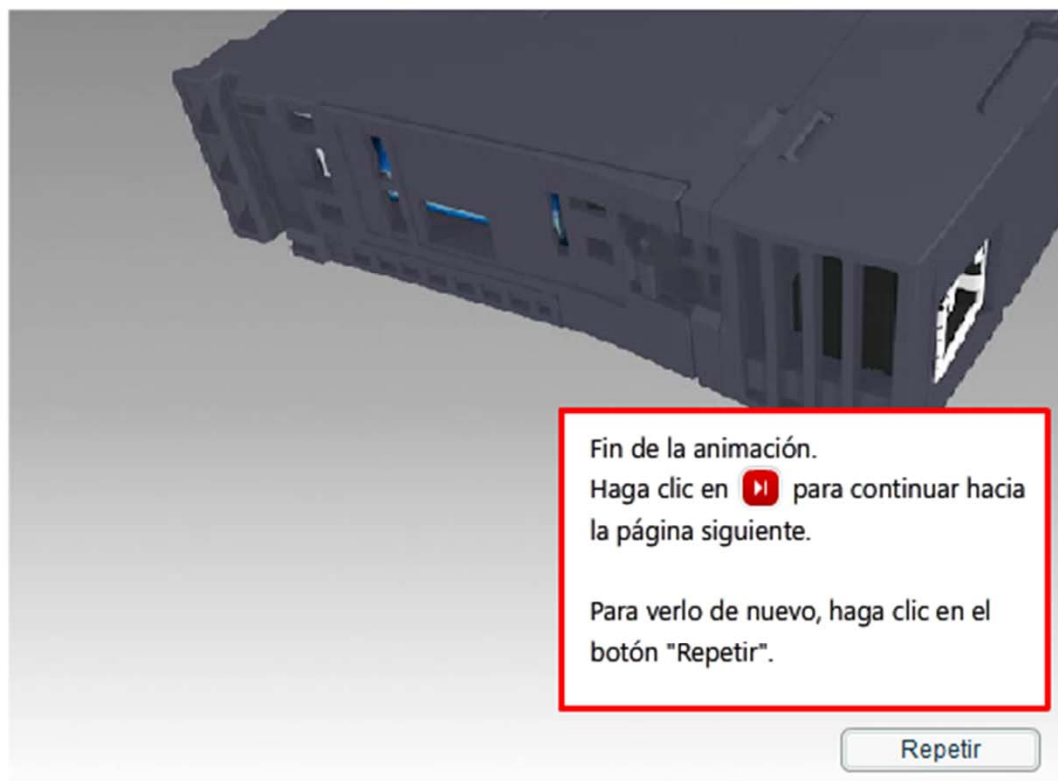 Fin de la animación.
Haga clic en para continuar hacia
la página siguiente.
Para verlo de nuevo, haga clic en el
botón "Repetir".
Repetir